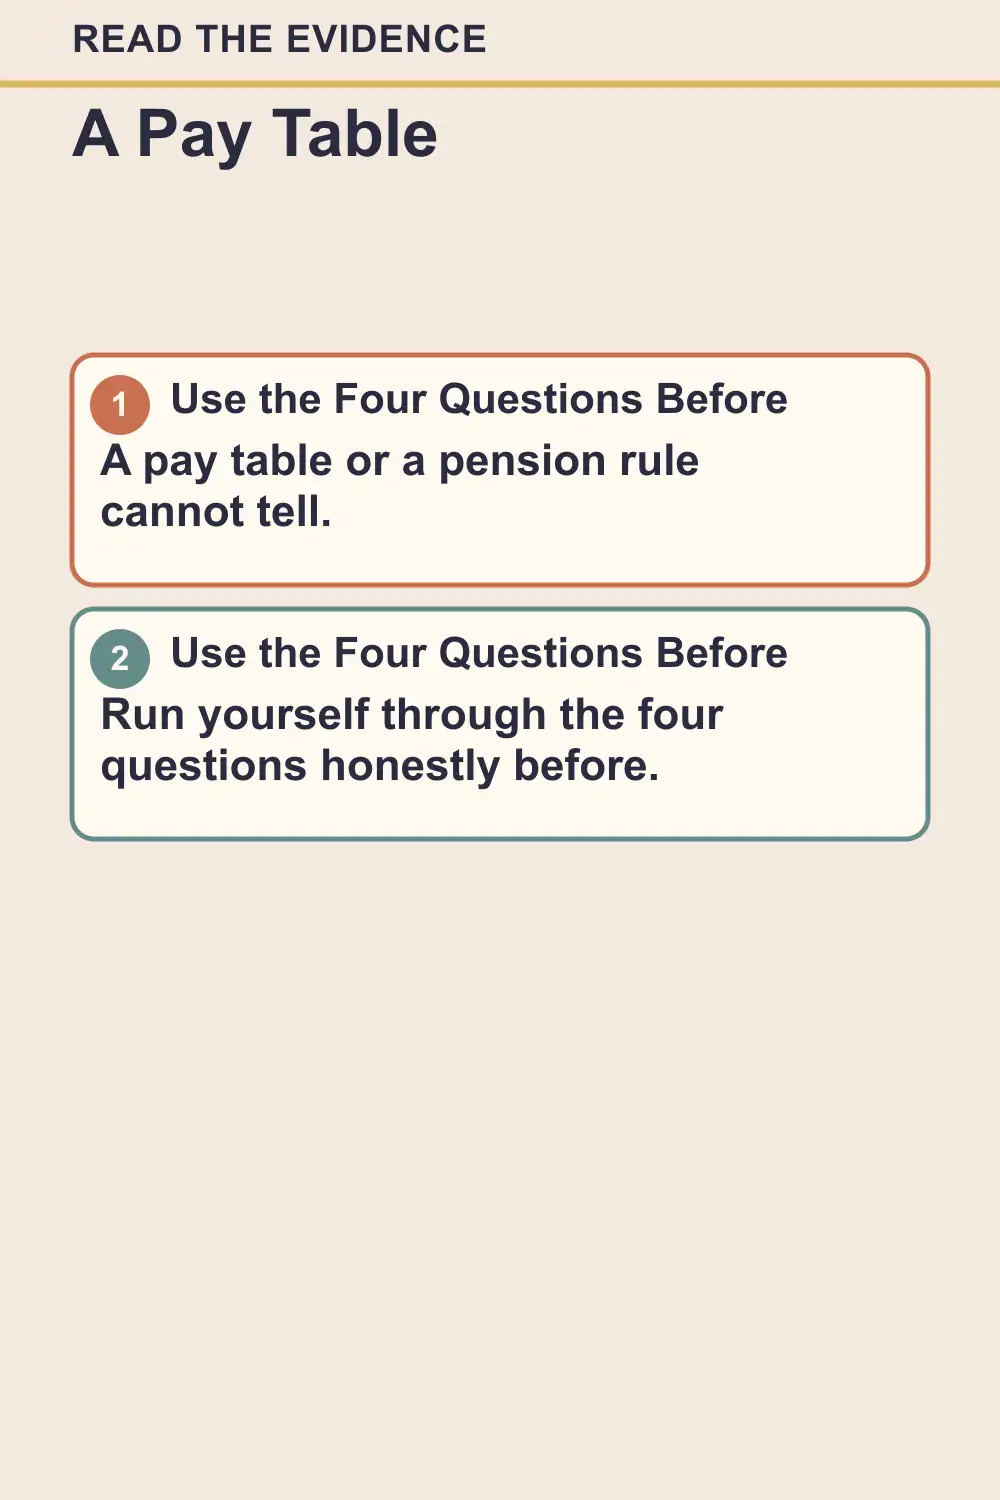 READ THE EVIDENCE
A Pay Table
1 Use the Four Questions Before
A pay table or a pension rule
cannot tell.
2 Use the Four Questions Before
Run yourself through the four
questions honestly before.